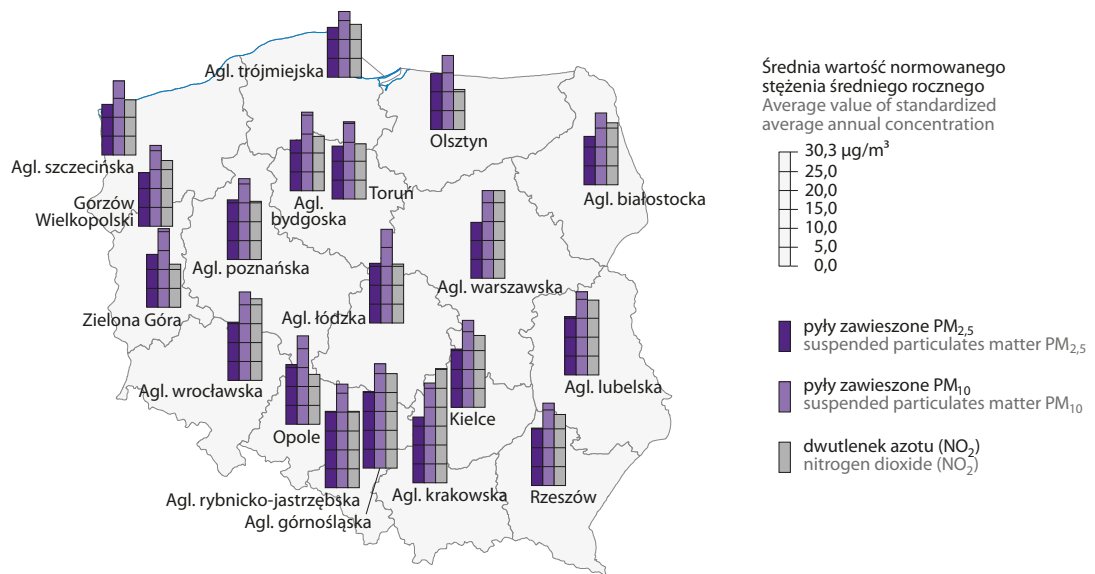 Agl. trójmiejska
Olsztyn
Agl. szczecińska
Gorzów
Wielkopolski
Agl.
bydgoska
Toruń
Agl. białostocka
Agl. poznańska
Agl. warszawska
Zielona Góra
Agl. łódzka
Agl. wrocławska
Agl. lubelska
Opole
Kielce
Agl. rybnicko-jastrzębska
Agl. górnośląska
Agl. krakowska
Rzeszów
Średnia wartość normowanego
stężenia średniego rocznego
Average value of standardized
average annual concentration
30,3 µg/m³
25,0
20,0
15,0
10,0
5,0
0,0
pyły zawieszone PM2,5
suspended particulates matter PM2,5
pyły zawieszone PM10
suspended particulates matter PM10
dwutlenek azotu (NO2)
nitrogen dioxide (NO2)